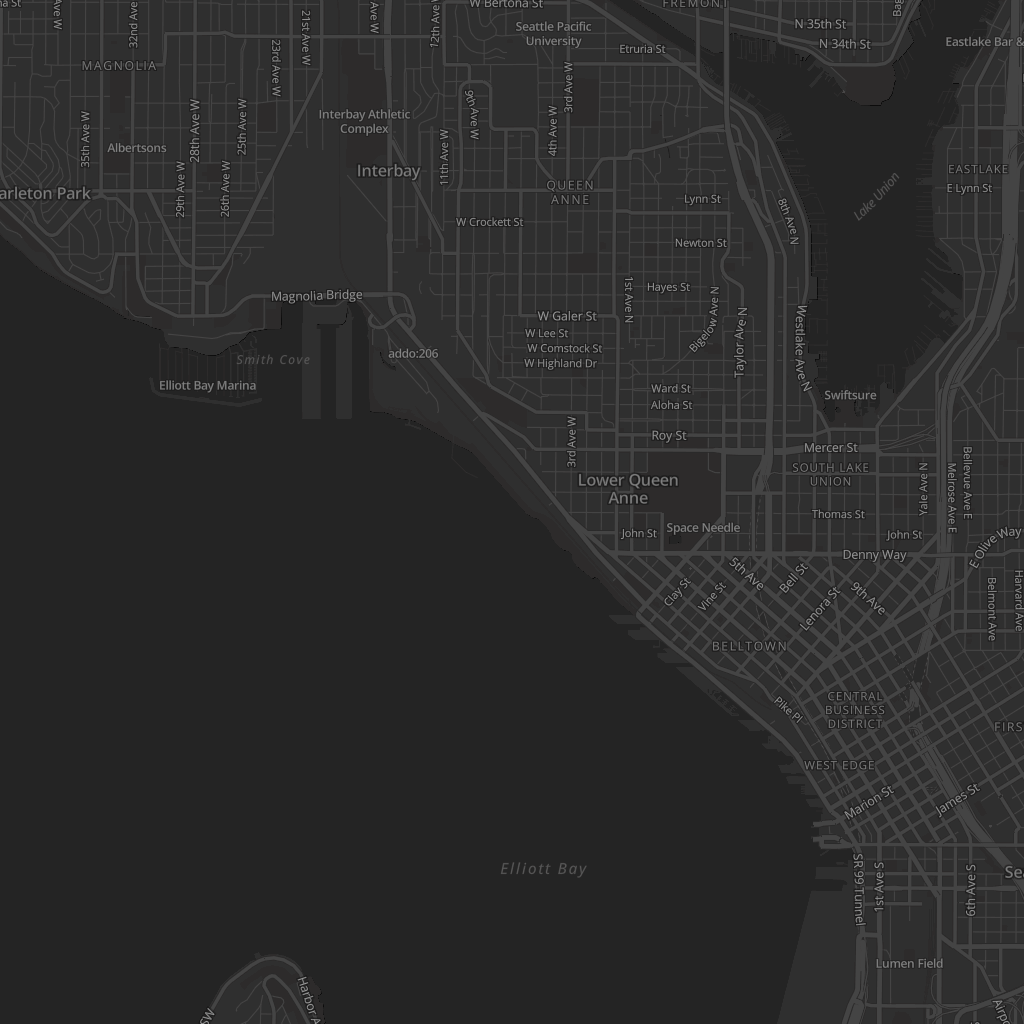 W Bertona St
FREMONT
N 35th St
N 34th St
Seattle Pacific
University
Etruria St
Eastlake Bar &
32nd Ave
21st Ave W
Ave W
12th Ave W
23rd Ave W
MAGNOLIA
3rd Ave W
9th Ave W
4th Ave W
Interbay Athletic
Complex
35th Ave W
28th Ave W
25th Ave W
11th Ave W
Albertsons
Interbay
EASTLAKE
E Lynn St
Lake Union
29th Ave W
26th Ave W
arleton Park
QUEEN
ANNE
Lynn St
8th Ave N
W Crockett St
Newton St
Hayes St
1st Ave N
Magnolia Bridge
W Galer St
Bigelow Ave N
Taylor Ave N
Westlake Ave N
W Lee St
W Comstock St
W Highland Dr
addo:206
Smith Cove
Elliott Bay Marina
Ward St
Aloha St
Swiftsure
3rd Ave W
Roy St
Mercer St
SOUTH LAKE
UNION
Yale Ave N
Melrose Ave E
Bellevue Ave E
Lower Queen
Anne
Thomas St
Space Needle
John St
John St
E Olive Way
Denny Way
5th Ave
Bell St
Clay St
Vine St
Lenora St
9th Ave
Belmont Ave
Harvard Ave
BELLTOWN
CENTRAL
BUSINESS
DISTRICT
Pike Pl
FIRS
WEST EDGE
Marion St
James St
Elliott Bay
SR 99 Tunnel
1st Ave S
6th Ave S
Sea
Lumen Field
Harbor A
SW
Airpo